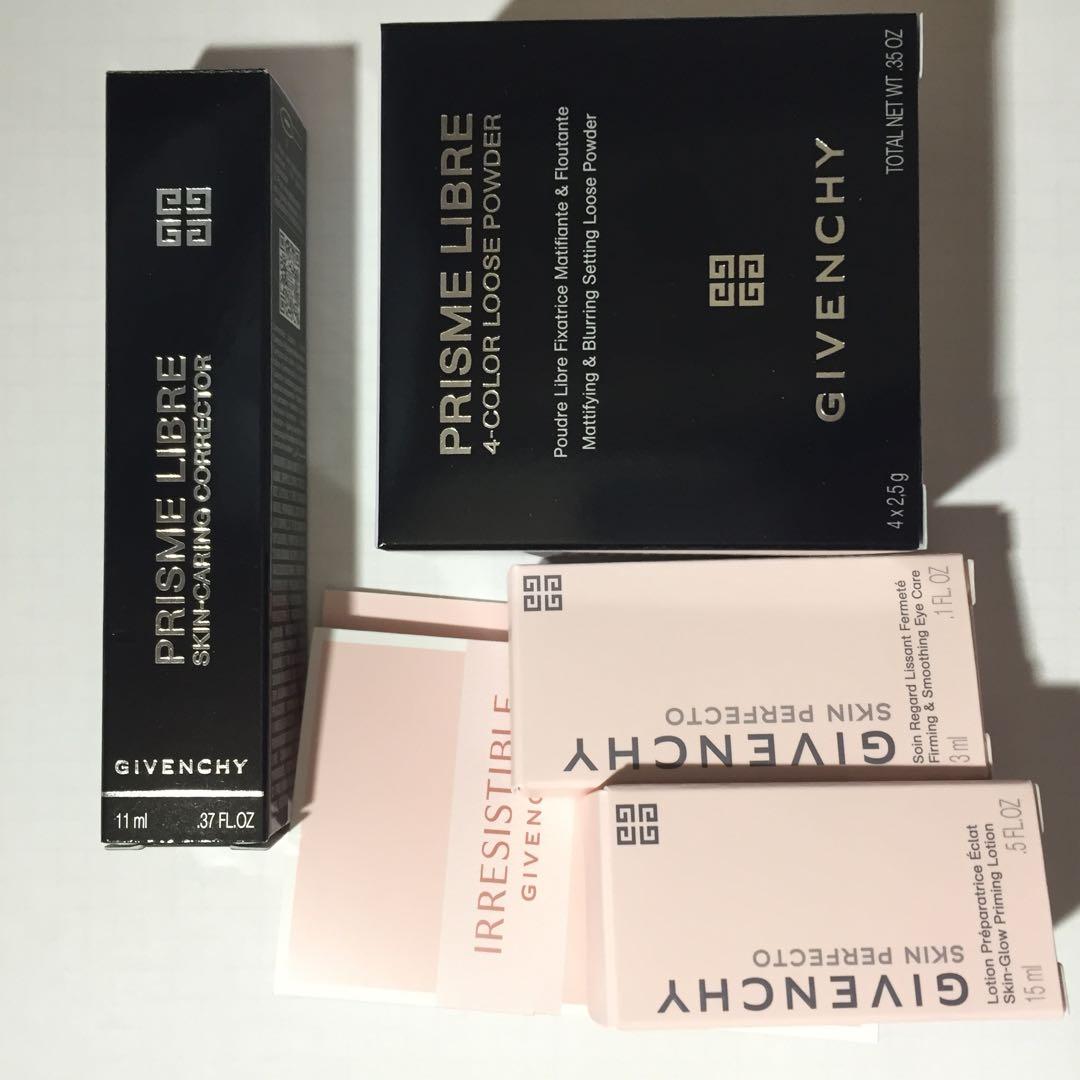 PRISME LIBRE
SKIN-CARING CORRECTOR
GIVENCHY
11 ml
.37 FL.OZ
PRISME LIBRE
4-COLOR LOOSE POWDER
Poudre Libre Fixatrice Matifiante & Floutante
Mattifying & Blurring Setting Loose Powder
GIVENCHY
4 x 2,5 g
TOTAL NET WT .35 OZ
IRRESISTIBLE
GIVENC
GIVENCHY
SKIN PERFECTO
Soin Regard Lissant Fermeté
Firming & Smoothing Eye Care
3 ml
.1 FL.OZ
GIVENCHY
SKIN PERFECTO
Lotion Préparatrice Éclat
Skin-Glow Priming Lotion
15 ml
.5 FL.OZ